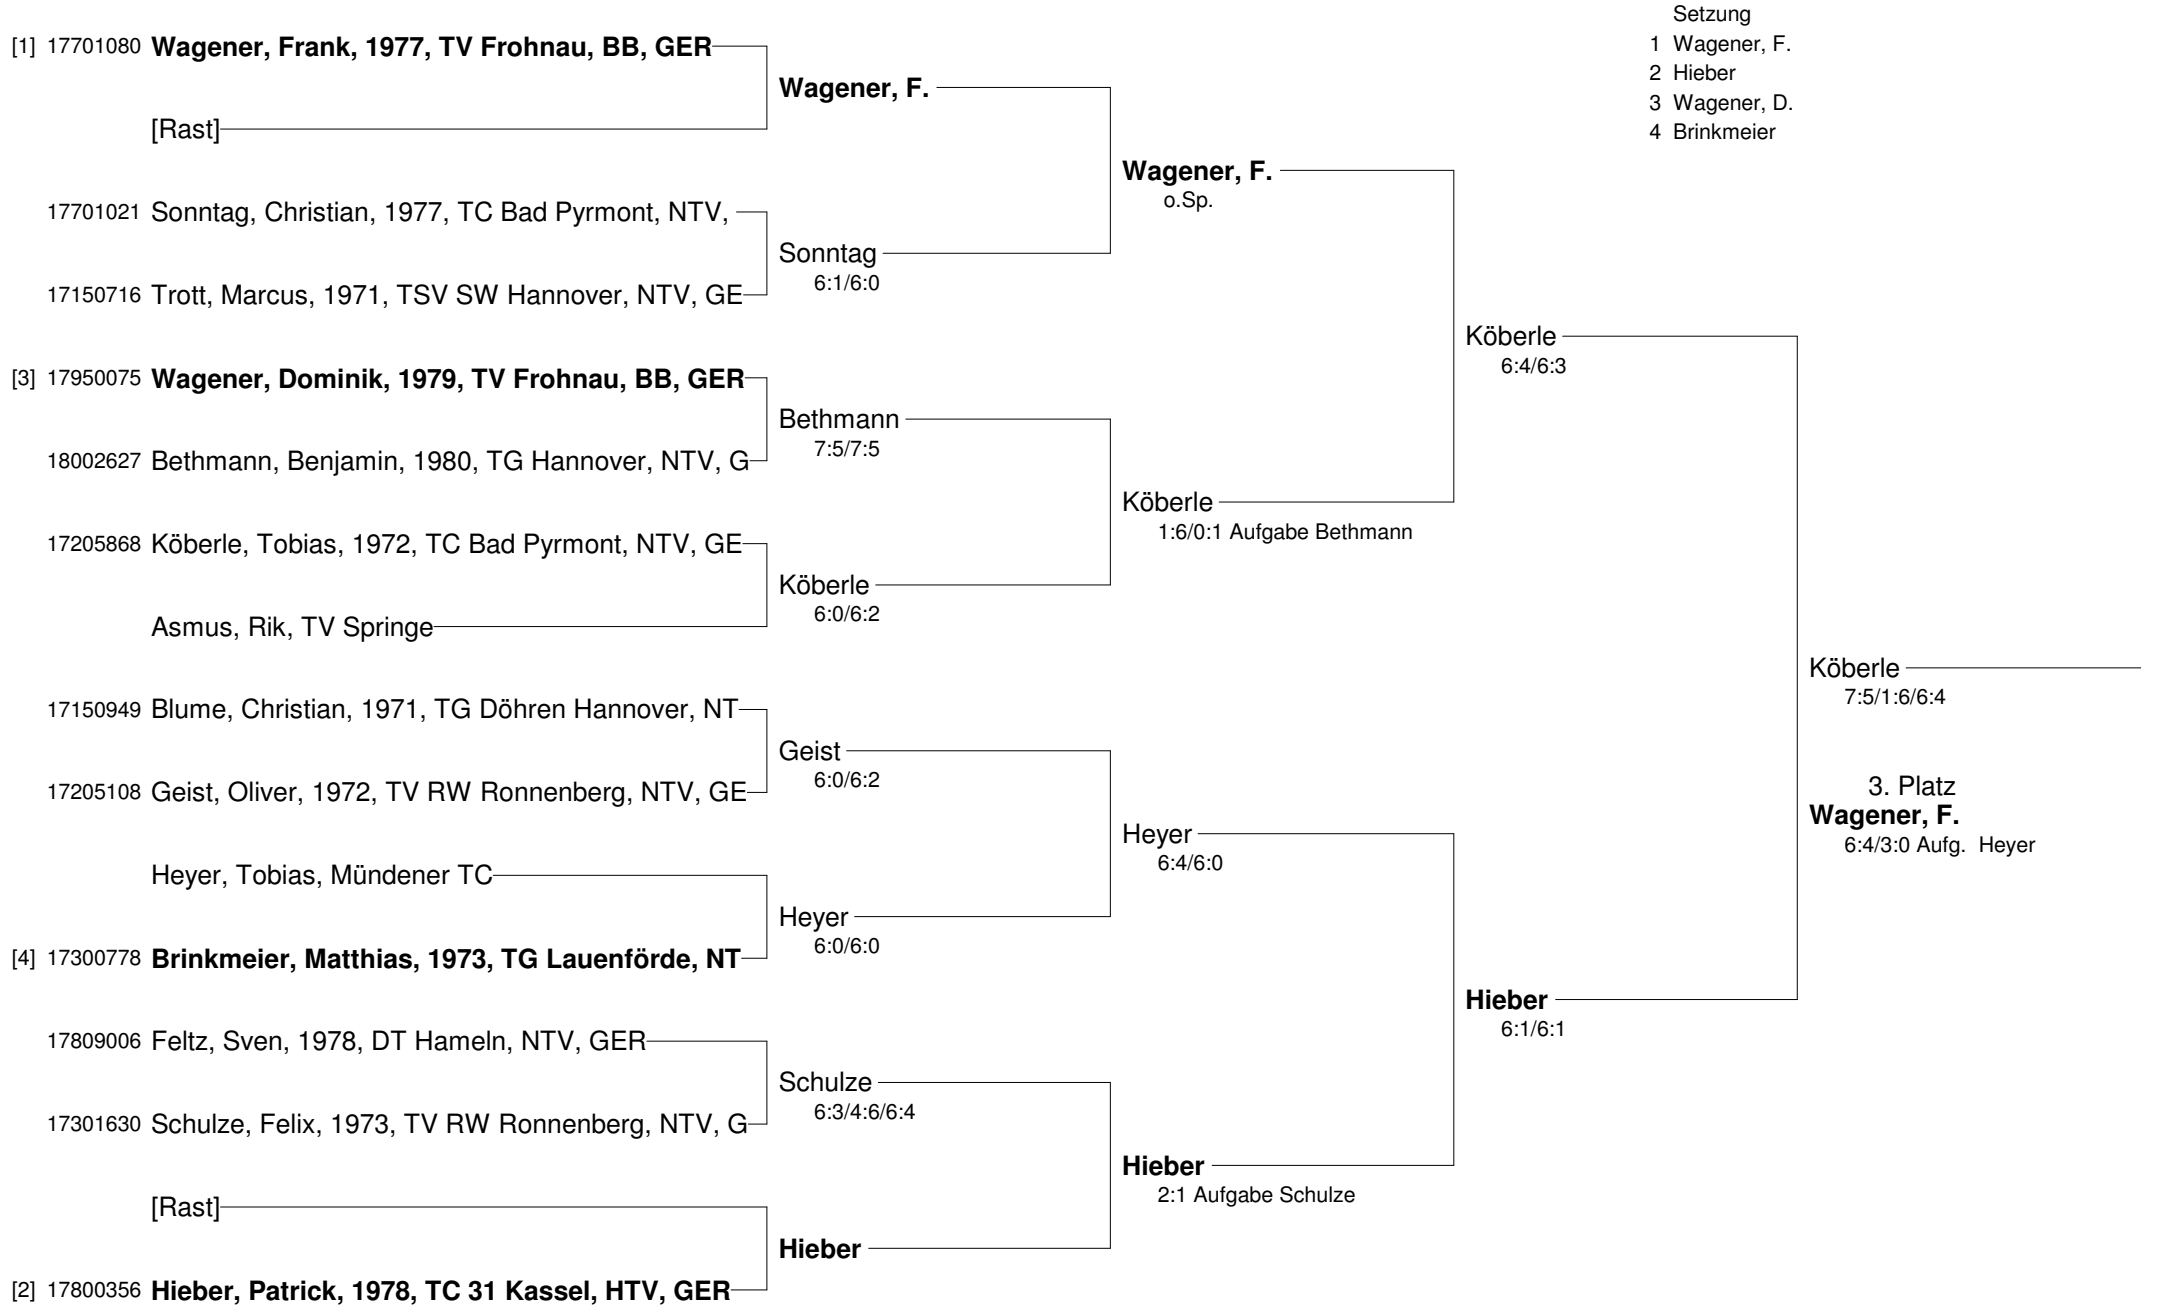 Setzung
1 Wagener, F.
2 Hieber
3 Wagener, D.
4 Brinkmeier
[1] 17701080 Wagener, Frank, 1977, TV Frohnau, BB, GER
[Rast]
17701021 Sonntag, Christian, 1977, TC Bad Pyrmont, NTV,
17150716 Trott, Marcus, 1971, TSV SW Hannover, NTV, GE
[3] 17950075 Wagener, Dominik, 1979, TV Frohnau, BB, GER
18002627 Bethmann, Benjamin, 1980, TG Hannover, NTV, G
17205868 Köberle, Tobias, 1972, TC Bad Pyrmont, NTV, GE
Asmus, Rik, TV Springe
17150949 Blume, Christian, 1971, TG Döhren Hannover, NT
17205108 Geist, Oliver, 1972, TV RW Ronnenberg, NTV, GE
Heyer, Tobias, Mündener TC
[4] 17300778 Brinkmeier, Matthias, 1973, TG Lauenförde, NT
17809006 Feltz, Sven, 1978, DT Hameln, NTV, GER
17301630 Schulze, Felix, 1973, TV RW Ronnenberg, NTV, G
[Rast]
[2] 17800356 Hieber, Patrick, 1978, TC 31 Kassel, HTV, GER
Wagener, F.
Sonntag
6:1/6:0
Bethmann
7:5/7:5
Köberle
6:0/6:2
Geist
6:0/6:2
Heyer
6:0/6:0
Schulze
6:3/4:6/6:4
Hieber
Wagener, F.
o.Sp.
Köberle
1:6/0:1 Aufgabe Bethmann
Heyer
6:4/6:0
Hieber
2:1 Aufgabe Schulze
Köberle
6:4/6:3
Hieber
6:1/6:1
Köberle
7:5/1:6/6:4
3. Platz
Wagener, F.
6:4/3:0 Aufg. Heyer